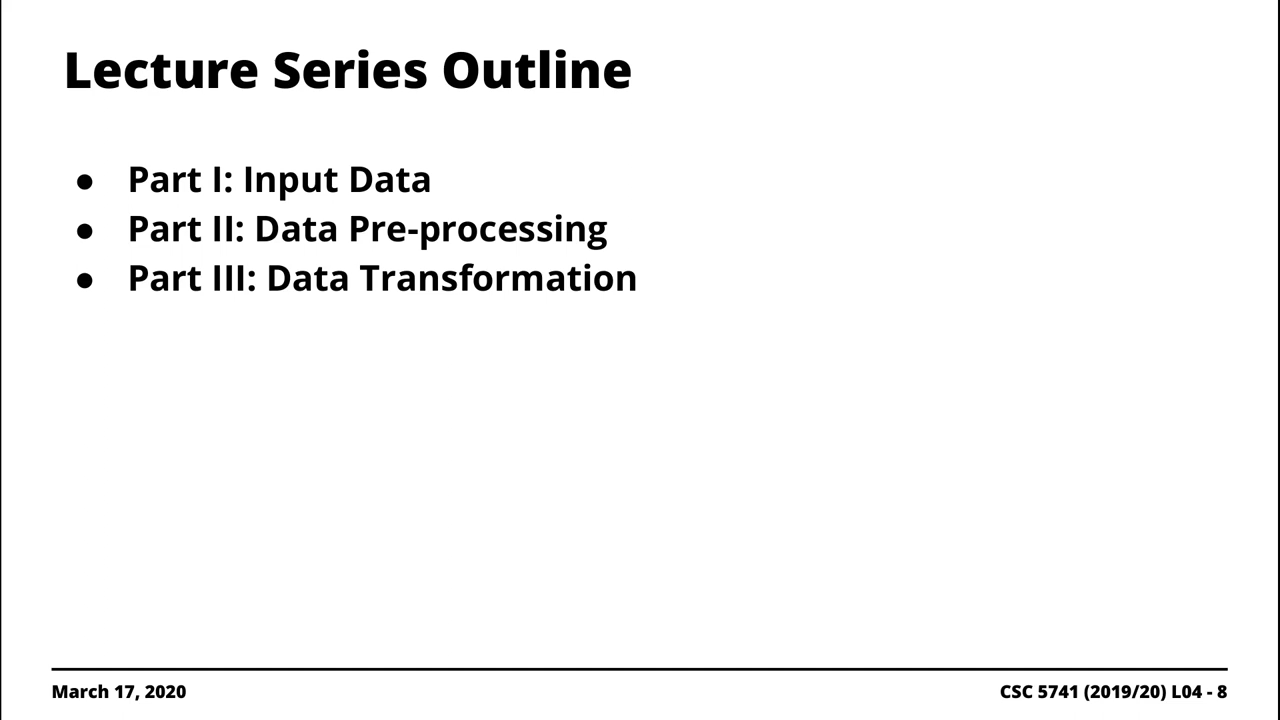 Lecture Series Outline
● Part I: Input Data
● Part II: Data Pre-processing
● Part III: Data Transformation
March 17, 2020
CSC 5741 (2019/20) L04 - 8